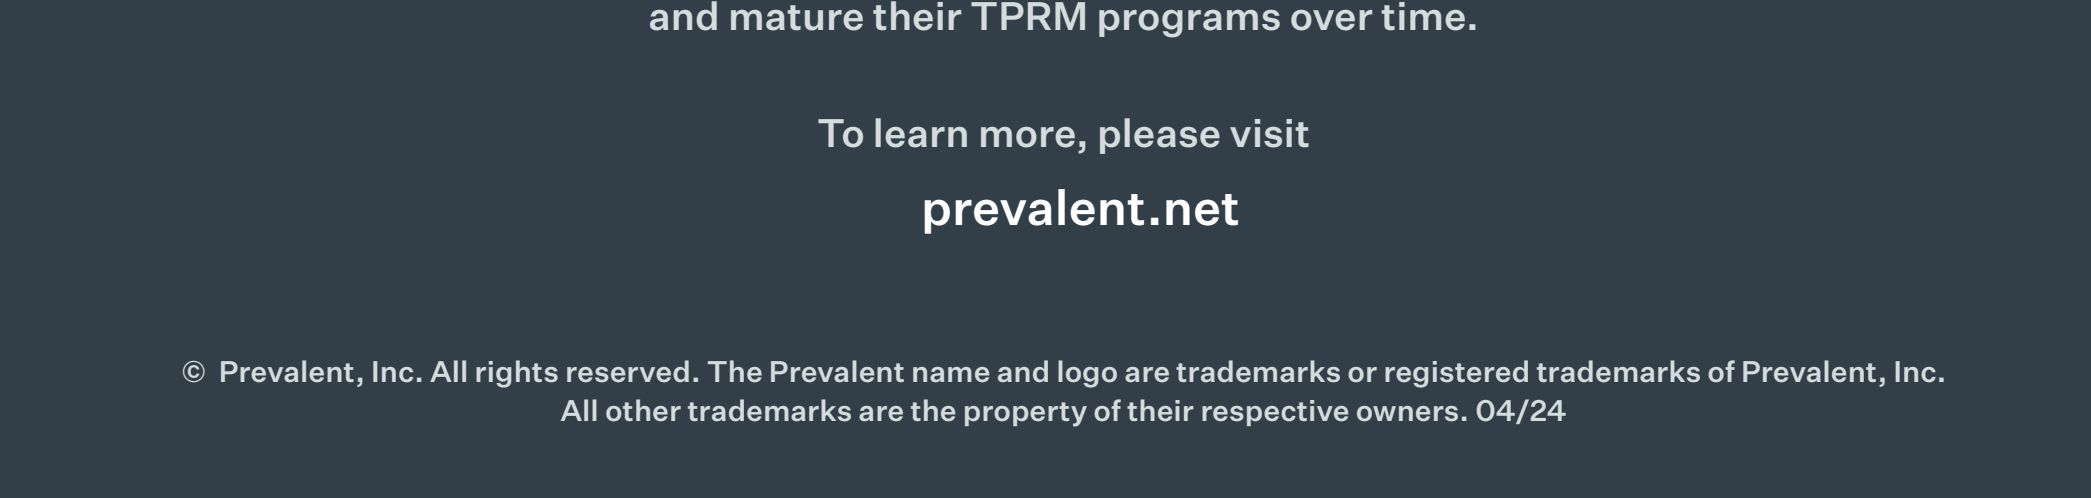 and mature their TPRM programs over time.
To learn more, please visit
prevalent.net
© Prevalent, Inc. All rights reserved. The Prevalent name and logo are trademarks or registered trademarks of Prevalent, Inc.
All other trademarks are the property of their respective owners. 04/24